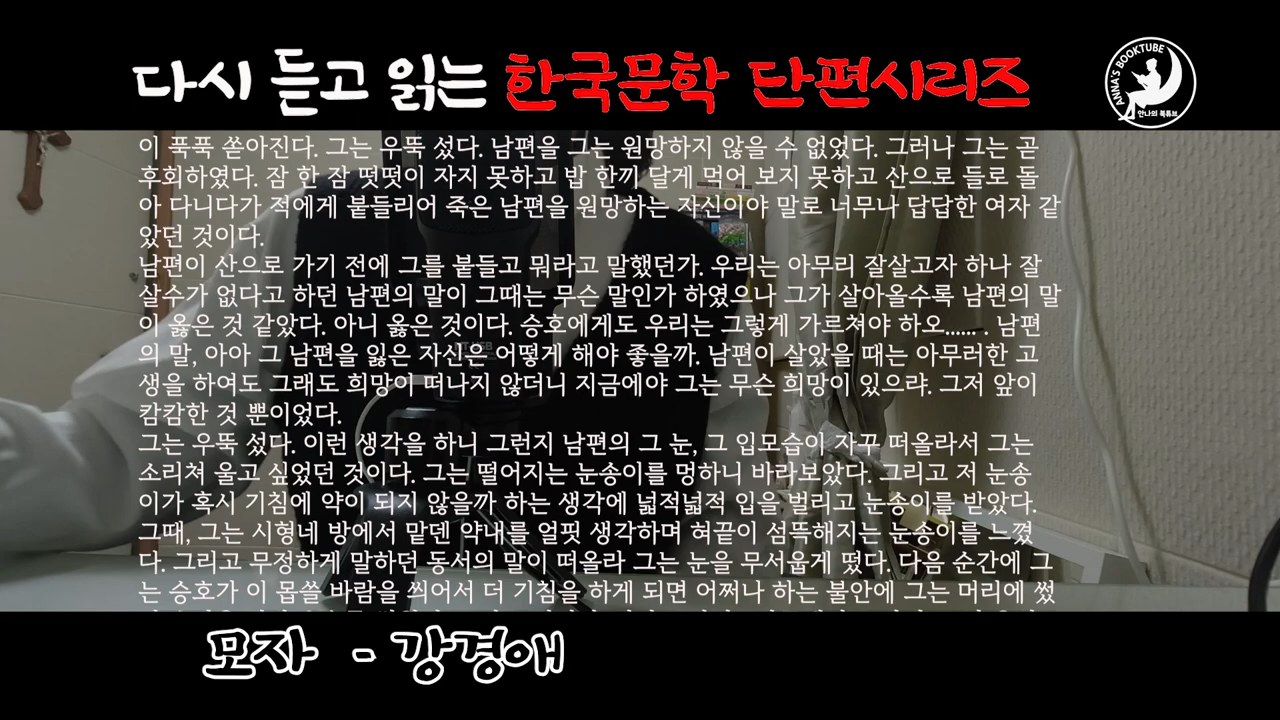 다시 듣고 읽는 한국문학 단편시리즈
ANNA'S BOOKTUBE
안나의 북튜브
이 푹푹 쏟아진다. 그는 우뚝 섰다. 남편을 그는 원망하지 않을 수 없었다. 그러나 그는 곧
후회하였다. 잠 한 잠 떳떳이 자지 못하고 밥 한끼 달게 먹어 보지 못하고 산으로 들로 돌
아 다니다가 적에게 붙들리어 죽은 남편을 원망하는 자신이야 말로 너무나 답답한 여자 같
았던 것이다.
남편이 산으로 가기 전에 그를 붙들고 뭐라고 말했던가. 우리는 아무리 잘살고자 하나 잘
살수가 없다고 하던 남편의 말이 그때는 무슨 말인가 하였으나 그가 살아올수록 남편의 말
이 옳은 것 같았다. 아니 옳은 것이다. 승호에게도 우리는 그렇게 가르쳐야 하오...... . 남편
의 말, 아아 그 남편을 잃은 자신은 어떻게 해야 좋을까. 남편이 살았을 때는 아무러한 고
생을 하여도 그래도 희망이 떠나지 않더니 지금에야 그는 무슨 희망이 있으랴. 그저 앞이
캄캄한 것 뿐이었다.
그는 우뚝 섰다. 이런 생각을 하니 그런지 남편의 그 눈, 그 입모습이 자꾸 떠올라서 그는
소리쳐 울고 싶었던 것이다. 그는 떨어지는 눈송이를 멍하니 바라보았다. 그리고 저 눈송
이가 혹시 기침에 약이 되지 않을까 하는 생각에 넓적넓적 입을 벌리고 눈송이를 받았다.
그때, 그는 시형네 방에서 맡덴 약내를 얼핏 생각하며 혀끝이 섬뜩해지는 눈송이를 느꼈
다. 그리고 무정하게 말하던 동서의 말이 떠올라 그는 눈을 무서웁게 떴다. 다음 순간에 그
는 승호가 이 몹쓸 바람을 씌어서 더 기침을 하게 되면 어쩌나 하는 불안에 그는 머리에 썼
모자 - 강경애